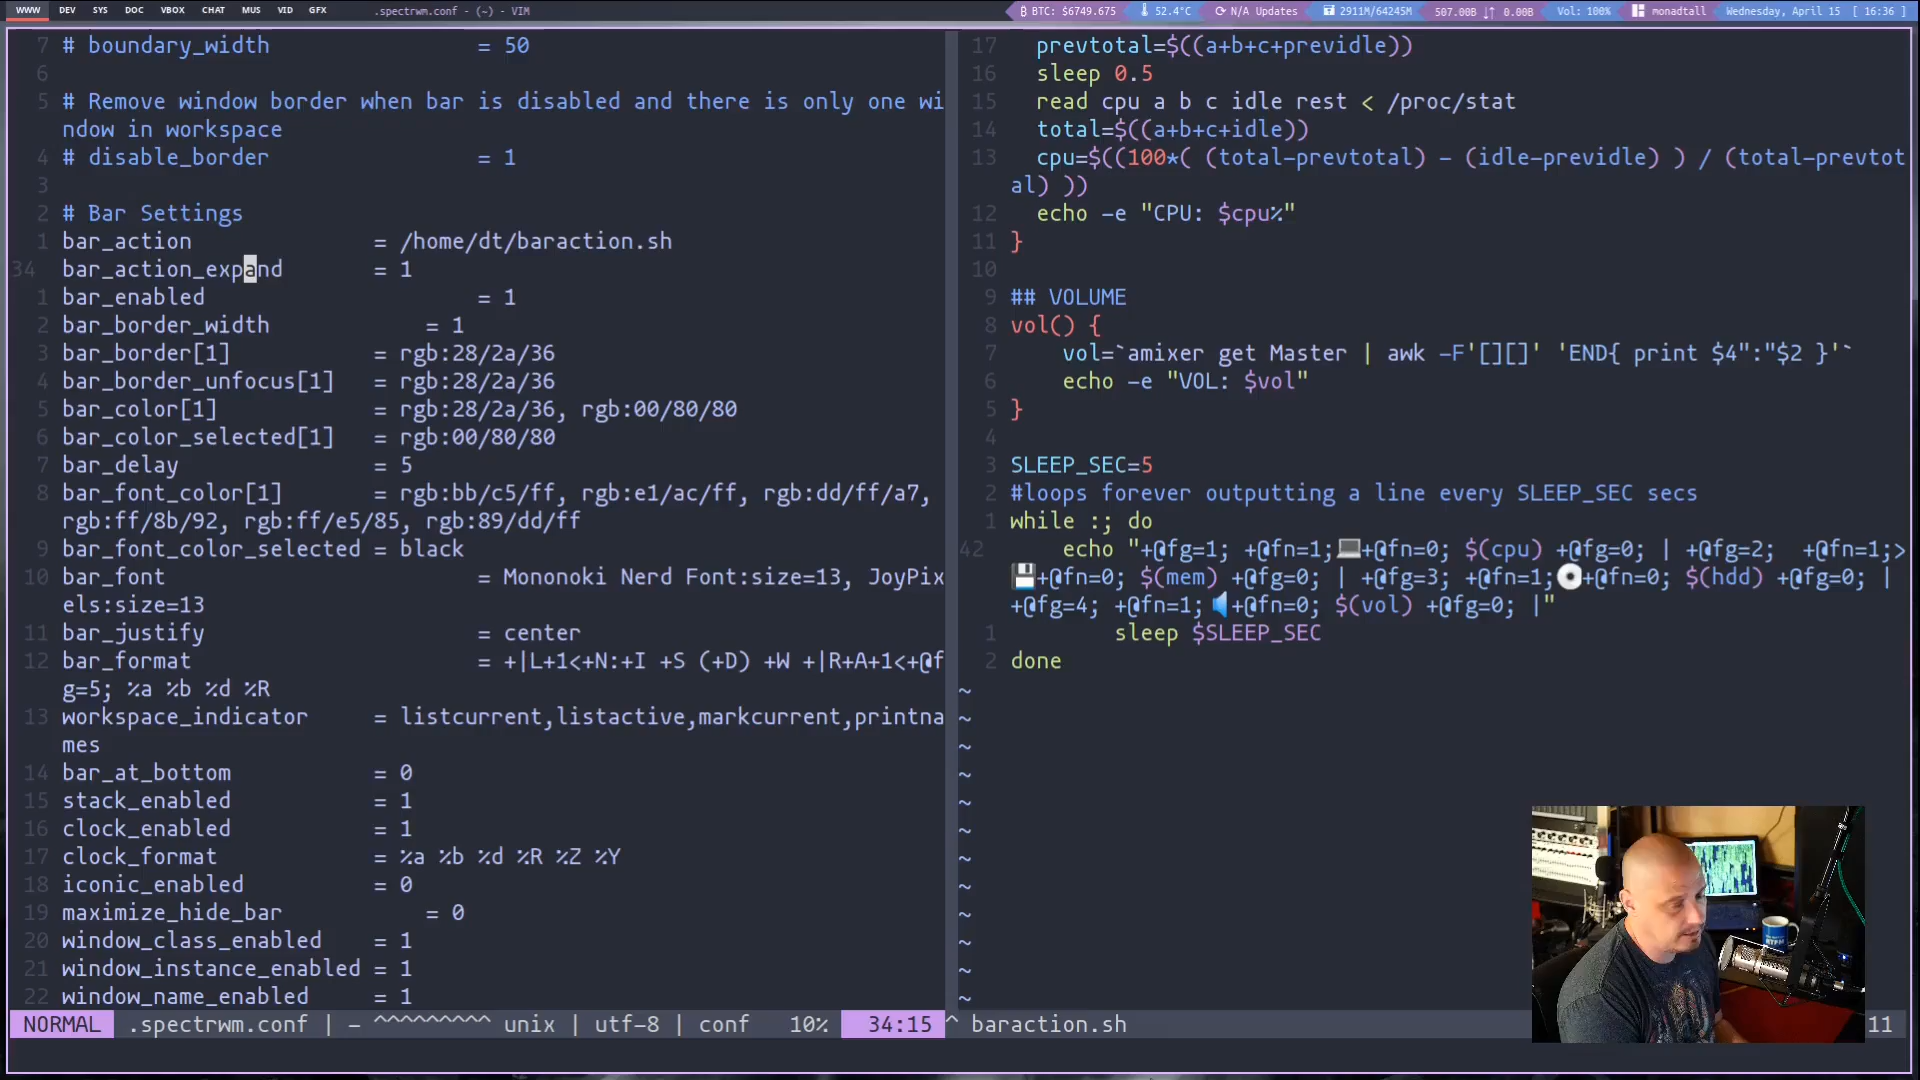 WWW DEV SYS DOC VBOX CHAT MUS VID GFX .spectrwm.conf - (~) - VIM BTC: $6749.675 52.4°C N/A Updates 2911M/64245M 507.00B ↓↑ 0.00B Vol: 100% monadtall Wednesday, April 15 [ 16:36 ]
7 # boundary_width = 50
6
5 # Remove window border when bar is disabled and there is only one wi
ndow in workspace
4 # disable_border = 1
3
2 # Bar Settings
1 bar_action = /home/dt/baraction.sh
34 bar_action_expand = 1
1 bar_enabled = 1
2 bar_border_width = 1
3 bar_border[1] = rgb:28/2a/36
4 bar_border_unfocus[1] = rgb:28/2a/36
5 bar_color[1] = rgb:28/2a/36, rgb:00/80/80
6 bar_color_selected[1] = rgb:00/80/80
7 bar_delay = 5
8 bar_font_color[1] = rgb:bb/c5/ff, rgb:e1/ac/ff, rgb:dd/ff/a7,
rgb:ff/8b/92, rgb:ff/e5/85, rgb:89/dd/ff
9 bar_font_color_selected = black
10 bar_font = Mononoki Nerd Font:size=13, JoyPix
els:size=13
11 bar_justify = center
12 bar_format = +|L+1<+N:+I +S (+D) +W +|R+A+1<+@f
g=5; %a %b %d %R
13 workspace_indicator = listcurrent,listactive,markcurrent,printna
mes
14 bar_at_bottom = 0
15 stack_enabled = 1
16 clock_enabled = 1
17 clock_format = %a %b %d %R %Z %Y
18 iconic_enabled = 0
19 maximize_hide_bar = 0
20 window_class_enabled = 1
21 window_instance_enabled = 1
22 window_name_enabled = 1
NORMAL .spectrwm.conf | - ^^^^^^^^^ unix | utf-8 | conf 10% 34:15
17 prevtotal=$((a+b+c+previdle))
16 sleep 0.5
15 read cpu a b c idle rest < /proc/stat
14 total=$((a+b+c+idle))
13 cpu=$((100*( (total-prevtotal) - (idle-previdle) ) / (total-prevtot
al) ))
12 echo -e "CPU: $cpu%"
11 }
10
9 ## VOLUME
8 vol() {
7 vol=`amixer get Master | awk -F'[][]' 'END{ print $4":"$2 }'`
6 echo -e "VOL: $vol"
5 }
4
3 SLEEP_SEC=5
2 #loops forever outputting a line every SLEEP_SEC secs
1 while :; do
42 echo "+@fg=1; +@fn=1;💻+@fn=0; $(cpu) +@fg=0; | +@fg=2; +@fn=1;>
💾+@fn=0; $(mem) +@fg=0; | +@fg=3; +@fn=1;💿+@fn=0; $(hdd) +@fg=0; |
+@fg=4; +@fn=1;🔈+@fn=0; $(vol) +@fg=0; |"
1 sleep $SLEEP_SEC
2 done
~
~
~
~
~
~
~
~
~
~
~
~
^ baraction.sh 11